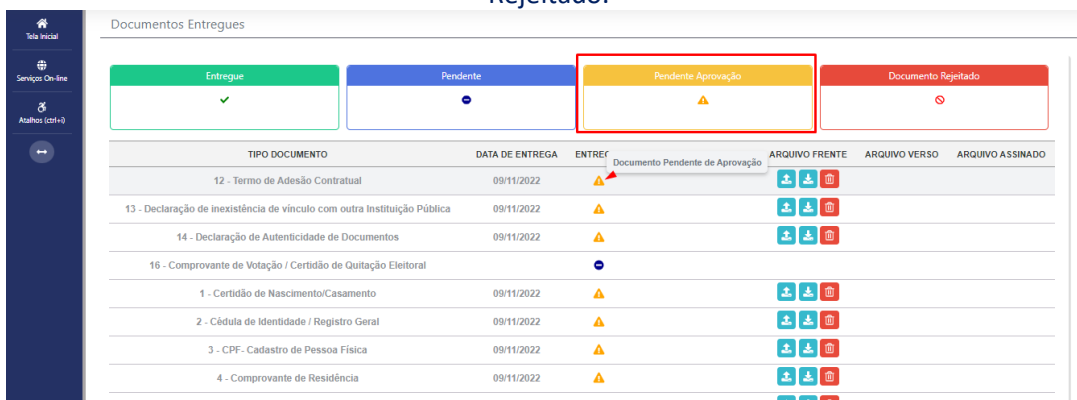 Rejeitado.
Tela Inicial
Serviços On-line
Atalhos (ctrl+i)
Documentos Entregues
Entregue
Pendente
Pendente Aprovação
Documento Rejeitado
TIPO DOCUMENTO DATA DE ENTREGA ENTREG ARQUIVO FRENTE ARQUIVO VERSO ARQUIVO ASSINADO
Documento Pendente de Aprovação
12 - Termo de Adesão Contratual 09/11/2022
13 - Declaração de inexistência de vínculo com outra Instituição Pública 09/11/2022
14 - Declaração de Autenticidade de Documentos 09/11/2022
16 - Comprovante de Votação / Certidão de Quitação Eleitoral
1 - Certidão de Nascimento/Casamento 09/11/2022
2 - Cédula de Identidade / Registro Geral 09/11/2022
3 - CPF- Cadastro de Pessoa Física 09/11/2022
4 - Comprovante de Residência 09/11/2022